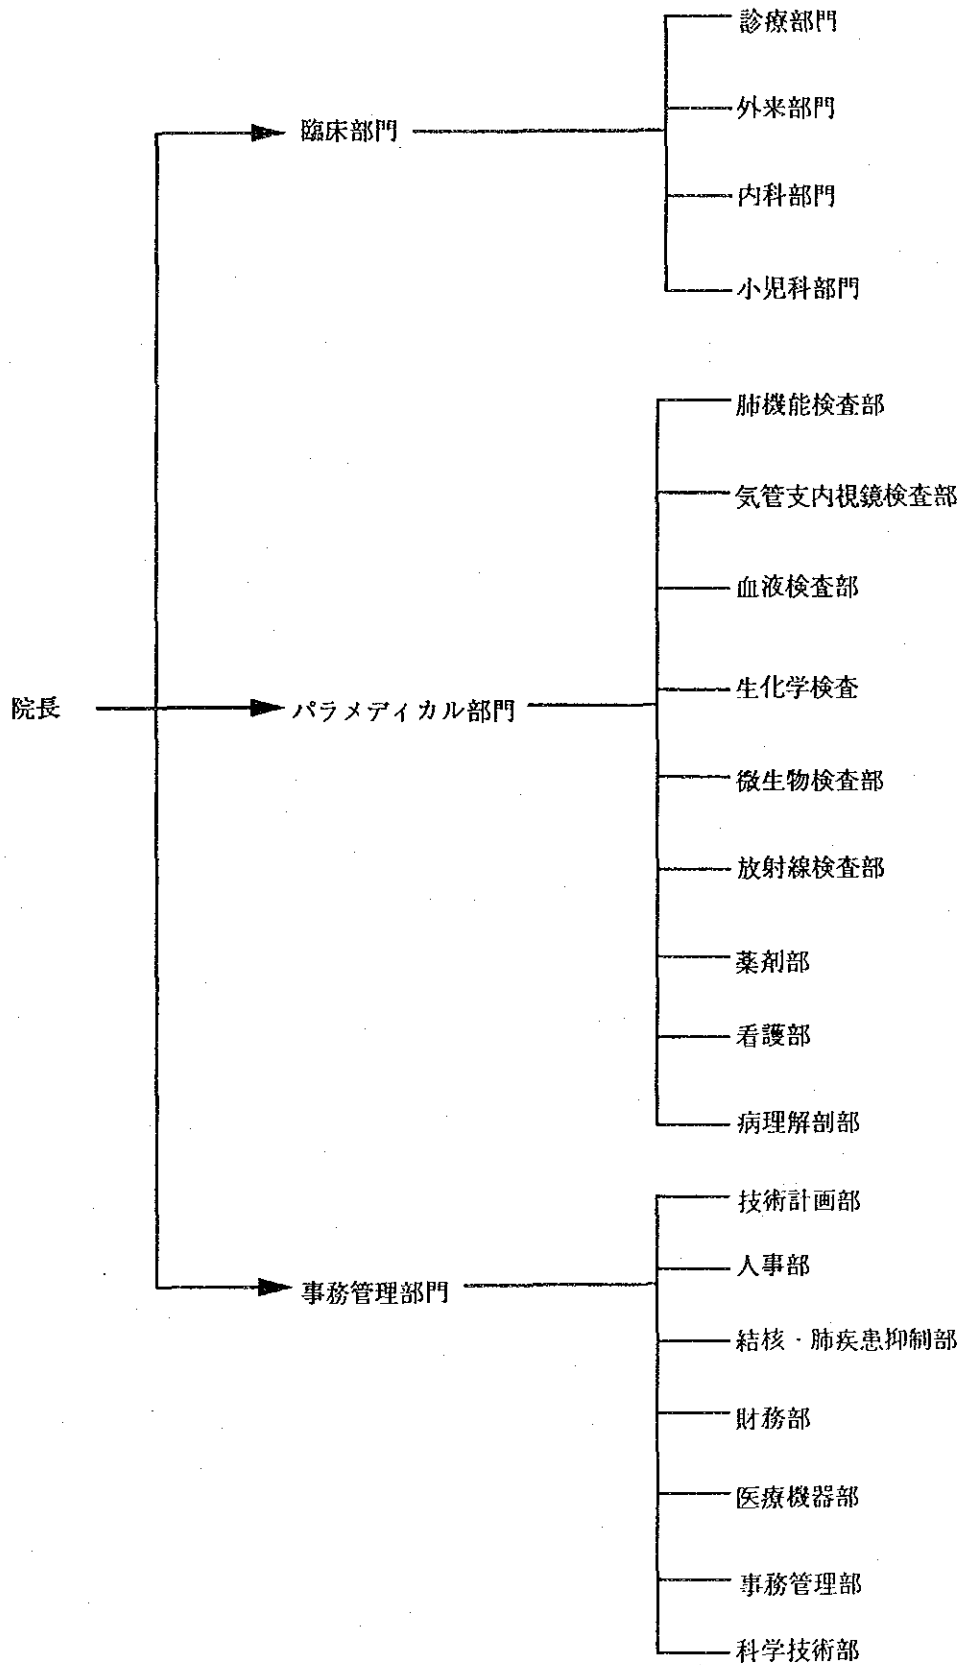 院長
臨床部門
診療部門
外来部門
内科部門
小児科部門
パラメディカル部門
肺機能検査部
気管支内視鏡検査部
血液検査部
生化学検査
微生物検査部
放射線検査部
薬剤部
看護部
病理解剖部
事務管理部門
技術計画部
人事部
結核・肺疾患抑制部
財務部
医療機器部
事務管理部
科学技術部